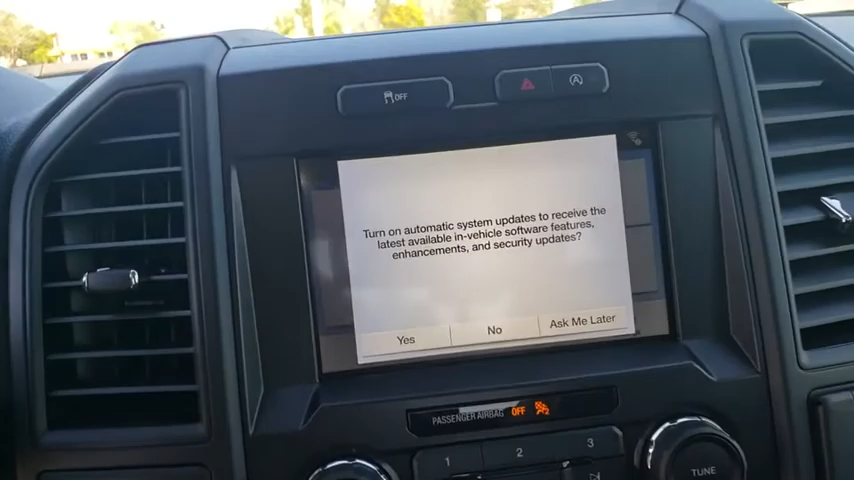 OFF
Turn on automatic system updates to receive the
latest available in-vehicle software features,
enhancements, and security updates?
Yes
No
Ask Me Later
PASSENGER AIRBAG OFF
1
2
3
TUNE